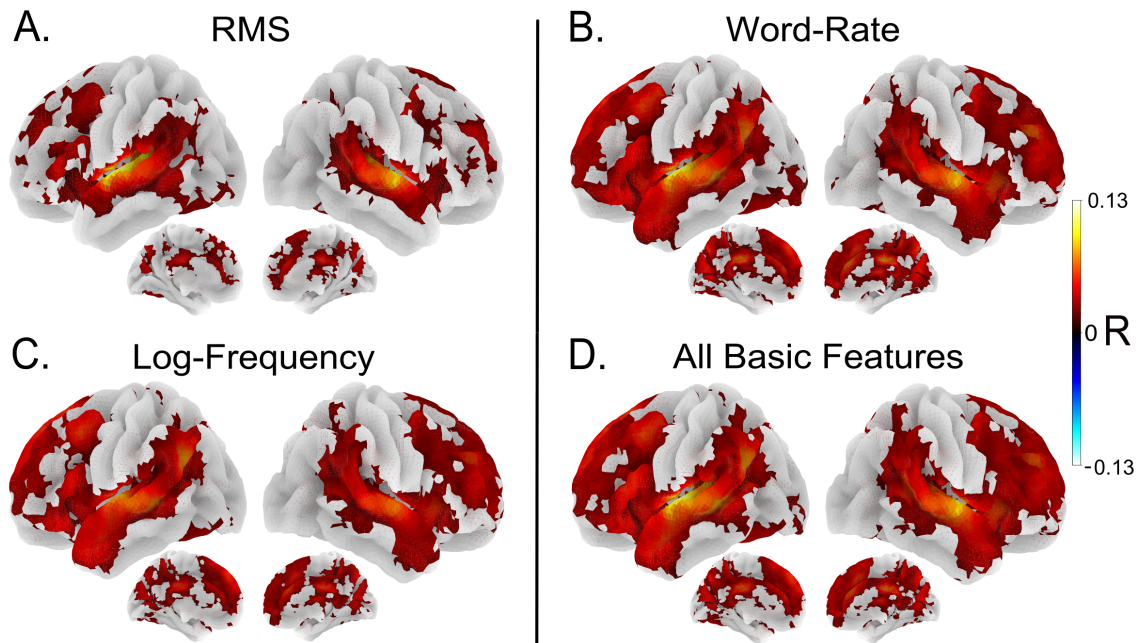 A. RMS
B. Word-Rate
0.13
0 R
-0.13
C. Log-Frequency
D. All Basic Features